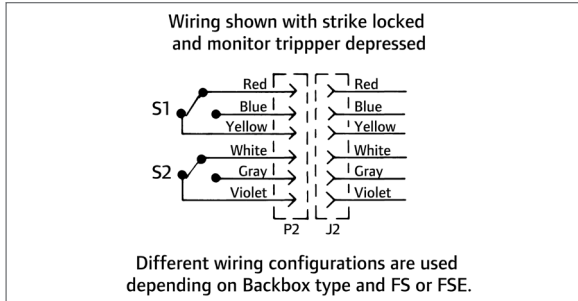 Wiring shown with strike locked
and monitor trippper depressed
Red Red
S1 Blue Blue
Yellow Yellow
White White
S2 Gray Gray
Violet Violet
P2 J2
Different wiring configurations are used
depending on Backbox type and FS or FSE.